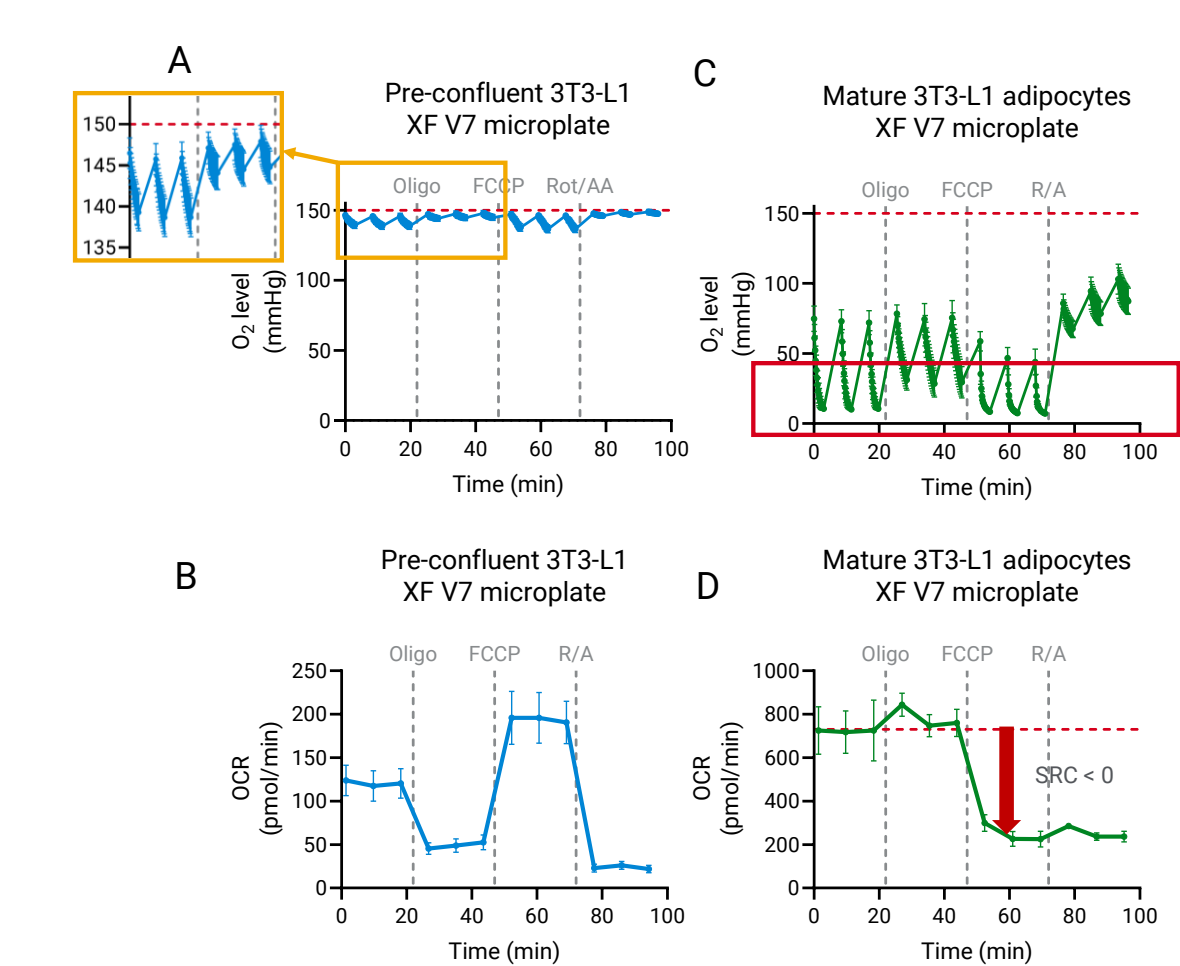 A
Pre-confluent 3T3-L1
XF V7 microplate
150
145
140
135
Oligo FCCP Rot/AA
150
100
50
0
O2 level
(mmHg)
0 20 40 60 80 100
Time (min)
C
Mature 3T3-L1 adipocytes
XF V7 microplate
Oligo FCCP R/A
150
100
50
0
O2 level
(mmHg)
0 20 40 60 80 100
Time (min)
B
Pre-confluent 3T3-L1
XF V7 microplate
Oligo FCCP R/A
250
200
150
100
50
0
OCR
(pmol/min)
0 20 40 60 80 100
Time (min)
D
Mature 3T3-L1 adipocytes
XF V7 microplate
Oligo FCCP R/A
1000
800
600
400
200
0
OCR
(pmol/min)
SRC < 0
0 20 40 60 80 100
Time (min)